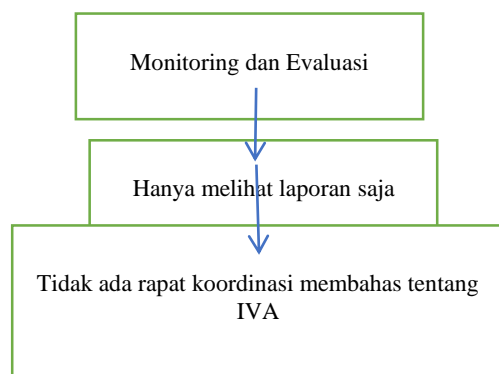 Monitoring dan Evaluasi
Hanya melihat laporan saja
Tidak ada rapat koordinasi membahas tentang
IVA